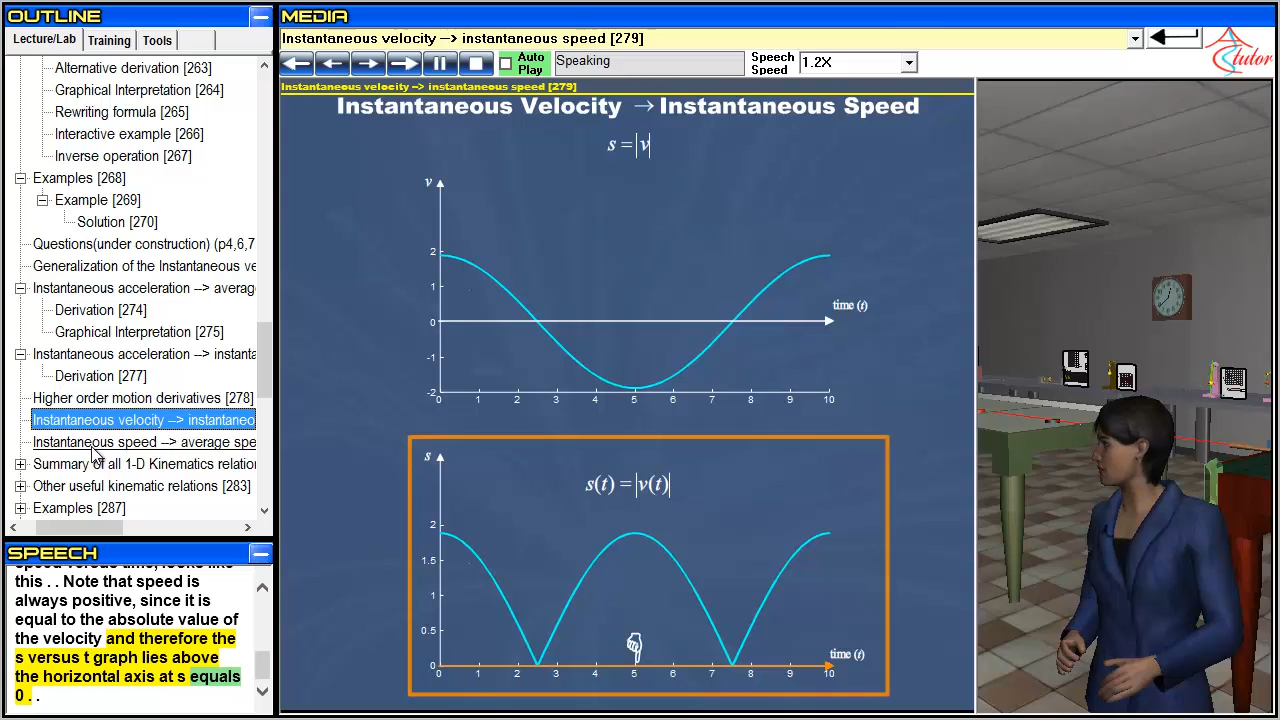 OUTLINE
Lecture/Lab Training Tools
Alternative derivation [263]
Graphical Interpretation [264]
Rewriting formula [265]
Interactive example [266]
Inverse operation [267]
Examples [268]
Example [269]
Solution [270]
Questions(under construction) (p4,6,7
Generalization of the Instantaneous ve
Instantaneous acceleration --> averag
Derivation [274]
Graphical Interpretation [275]
Instantaneous acceleration --> instanta
Derivation [277]
Higher order motion derivatives [278]
Instantaneous velocity --> instantaneo
Instantaneous speed --> average spe
Summary of all 1-D Kinematics relation
Other useful kinematic relations [283]
Examples [287]
SPEECH
this . . Note that speed is
always positive, since it is
equal to the absolute value of
the velocity and therefore the
s versus t graph lies above
the horizontal axis at s equals
0 . .
MEDIA
Instantaneous velocity --> instantaneous speed [279]
Auto
Play
Speaking
Speech
Speed
1.2X
tutor
Instantaneous velocity --> instantaneous speed [279]
Instantaneous Velocity → Instantaneous Speed
s = |v|
v
2
1
0
-1
-2
time (t)
0 1 2 3 4 5 6 7 8 9 10
s
s(t) = |v(t)|
2
1.5
1
0.5
0
time (t)
0 1 2 3 4 5 6 7 8 9 10